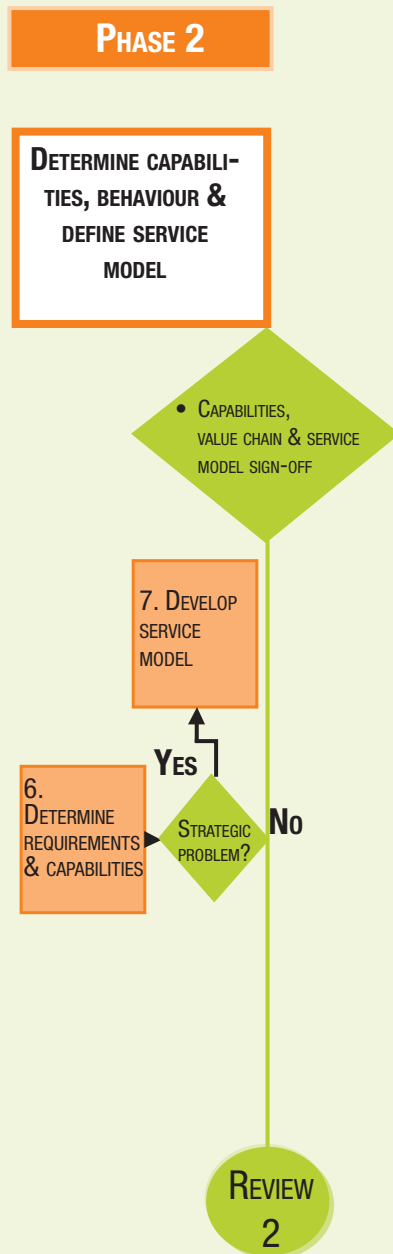 Phase 2
Determine capabili-
ties, behaviour &
define service
model
• Capabilities,
value chain & service
model sign-off
7. Develop
service
model
Yes
6.
Determine
requirements
& capabilities
Strategic
problem?
No
Review
2